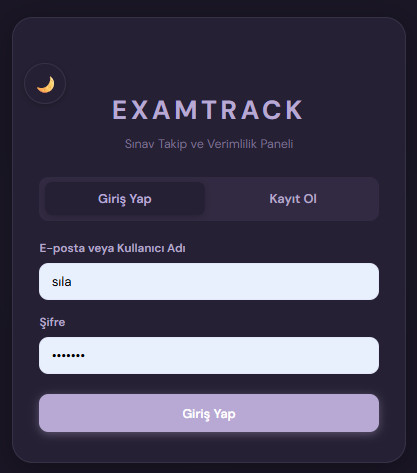 EXAMTRACK
Sınav Takip ve Verimlilik Paneli
Giriş Yap Kayıt Ol
E-posta veya Kullanıcı Adı
sıla
Şifre
•••••••
Giriş Yap